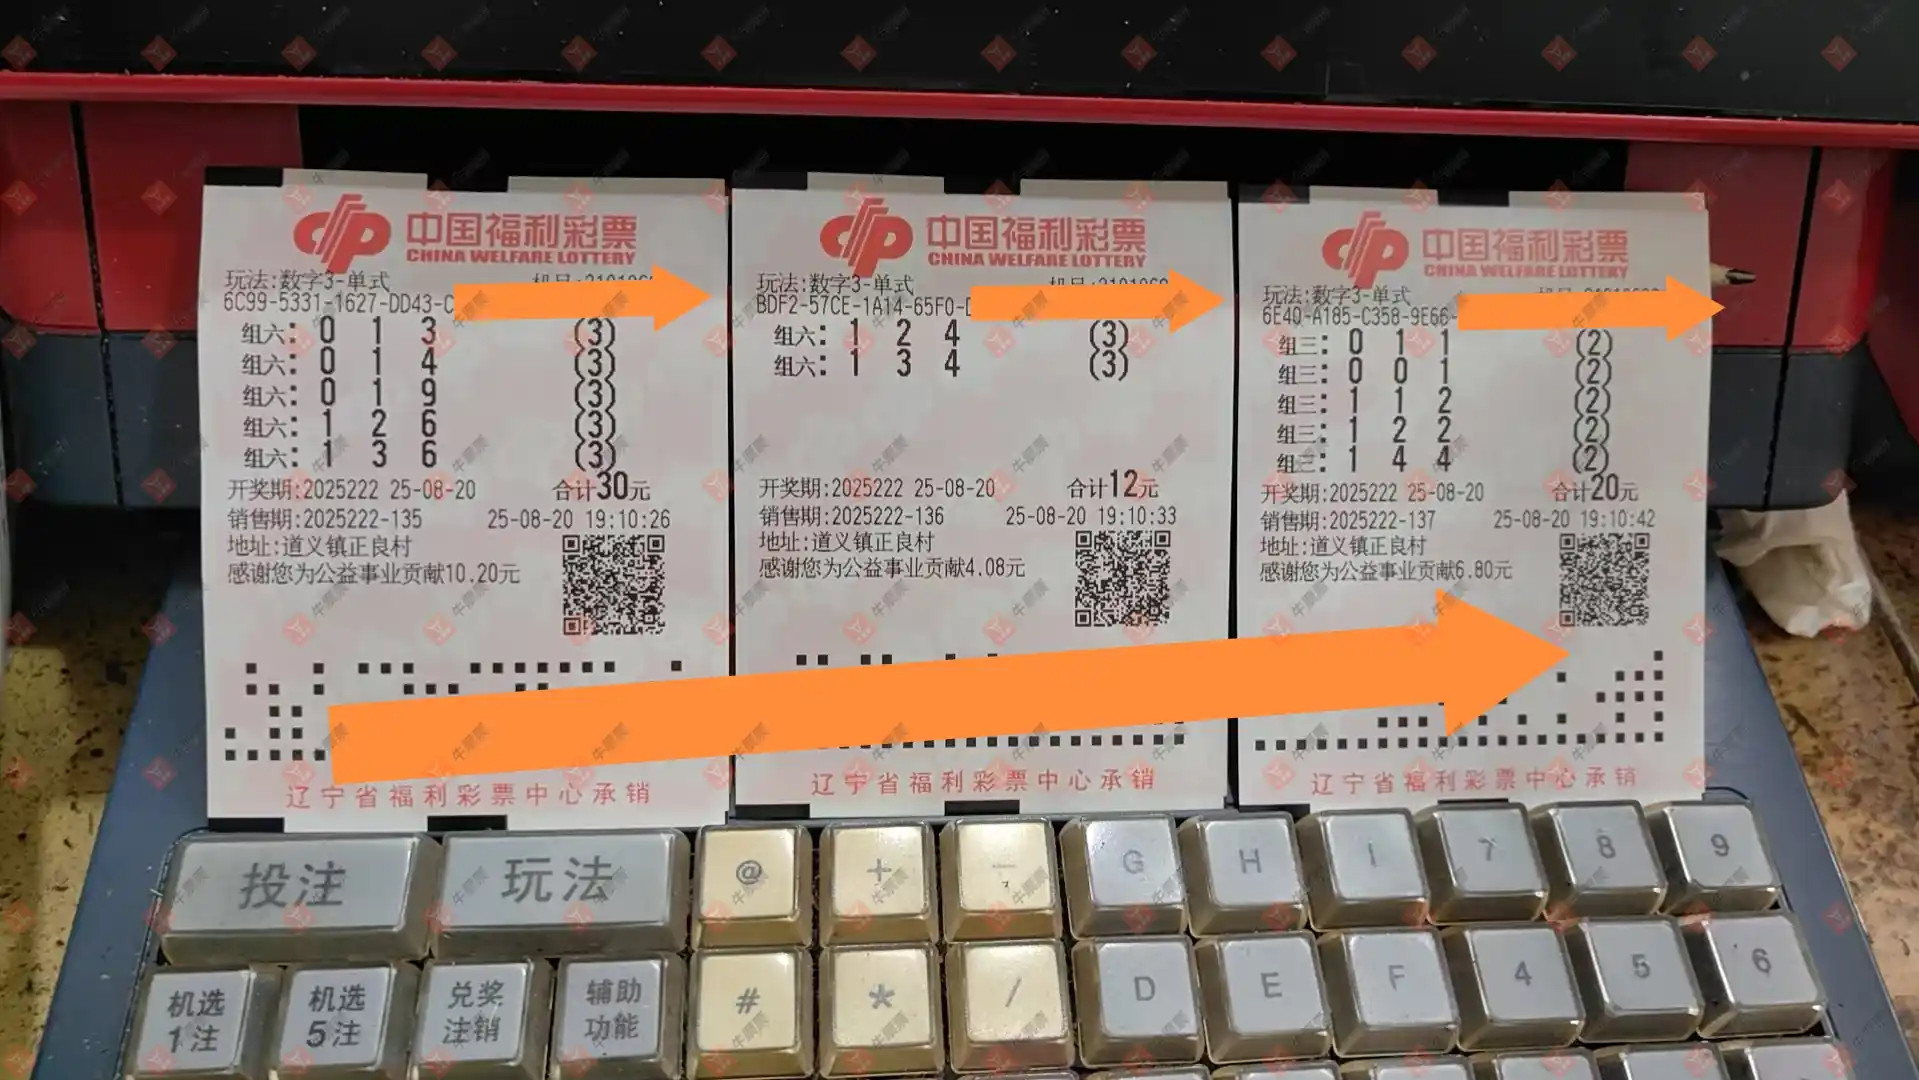 中国福利彩票
CHINA WELFARE LOTTERY
玩法:数字3-单式
6C99-5331-1627-DD43-C
组六: 0 1 3 (3)
组六: 0 1 4 (3)
组六: 0 1 9 (3)
组六: 1 2 6 (3)
组六: 1 3 6 (3)
开奖期:2025222 25-08-20 合计30元
销售期:2025222-135 25-08-20 19:10:26
地址:道义镇正良村
感谢您为公益事业贡献10.20元
辽宁省福利彩票中心承销
中国福利彩票
CHINA WELFARE LOTTERY
玩法:数字3-单式
BDF2-57CE-1A14-65F0-
组六: 1 2 4 (3)
组六: 1 3 4 (3)
开奖期:2025222 25-08-20 合计12元
销售期:2025222-136 25-08-20 19:10:33
地址:道义镇正良村
感谢您为公益事业贡献4.08元
辽宁省福利彩票中心承销
中国福利彩票
CHINA WELFARE LOTTERY
玩法:数字3-单式
6E40-A185-C358-9E66-
组三: 0 1 1 (2)
组三: 0 0 1 (2)
组三: 1 1 2 (2)
组三: 1 2 2 (2)
组三: 1 4 4 (2)
开奖期:2025222 25-08-20 合计20元
销售期:2025222-137 25-08-20 19:10:42
地址:道义镇正良村
感谢您为公益事业贡献6.80元
辽宁省福利彩票中心承销
投注 玩法 @ + - , G H I 7 8 9
机选1注 机选5注 兑奖注销 辅助功能 # * / D E F 4 5 6
牛彩票